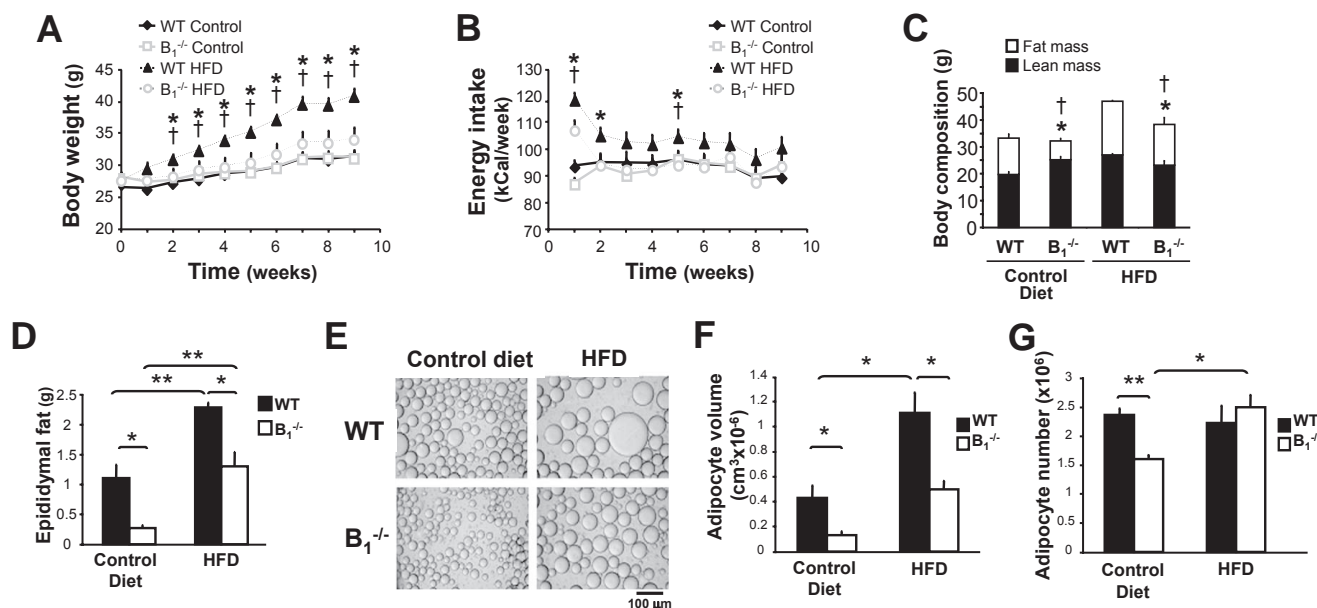 A
WT Control
B₁⁻/⁻ Control
WT HFD
B₁⁻/⁻ HFD
Body weight (g)
45
40
35
30
25
20
* * * * * * * *
† † † † † † † †
0 2 4 6 8 10
Time (weeks)
B
WT Control
B₁⁻/⁻ Control
WT HFD
B₁⁻/⁻ HFD
Energy intake
(kCal/week)
130
120
110
100
90
80
* * *
† †
0 2 4 6 8 10
Time (weeks)
C
Fat mass
Lean mass
Body composition (g)
50
40
30
20
10
0
† †
* *
WT B₁⁻/⁻ WT B₁⁻/⁻
Control
Diet
HFD
D
Epididymal fat (g)
2.5
2
1.5
1
0.5
0
**
** *
*
WT
B₁⁻/⁻
Control
Diet
HFD
E
Control diet HFD
WT
B₁⁻/⁻
100 µm
F
Adipocyte volume
(cm³x10⁻⁶)
1.4
1.2
1
0.8
0.6
0.4
0.2
0
* *
*
WT
B₁⁻/⁻
Control
Diet
HFD
G
Adipocyte number (x10⁶)
2.5
2
1.5
1
0.5
0
*
**
WT
B₁⁻/⁻
Control
Diet
HFD